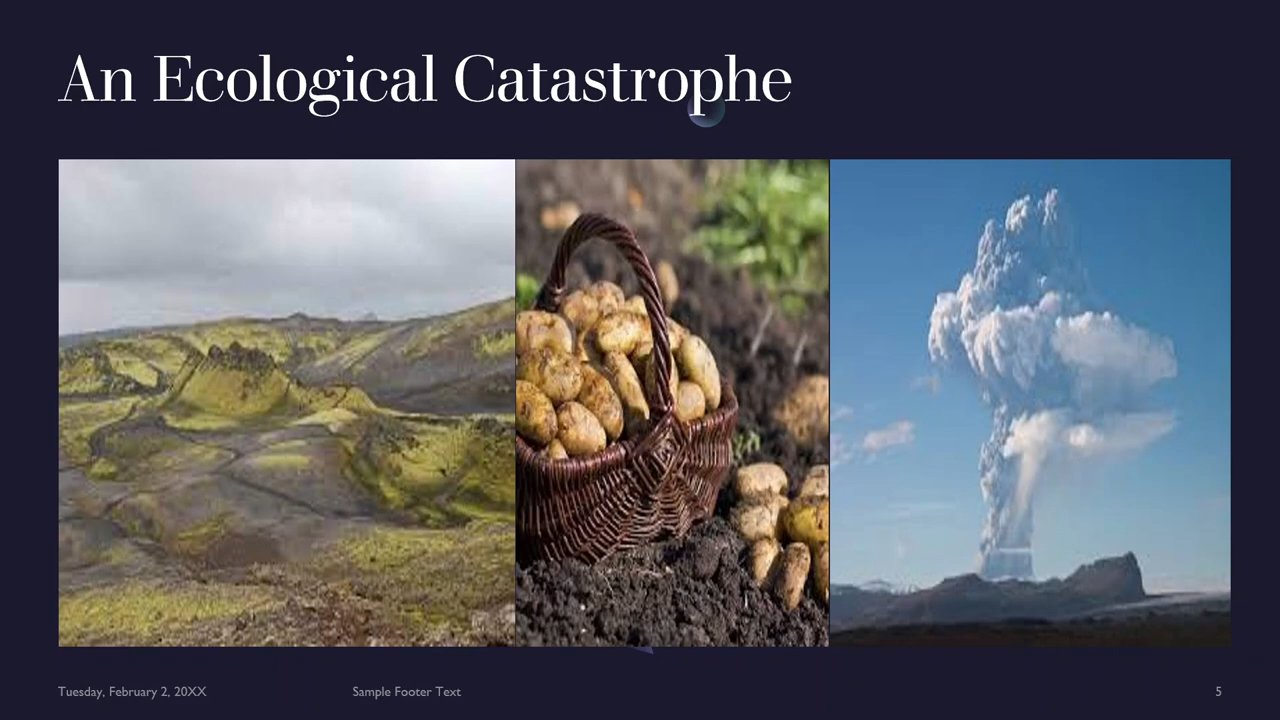 An Ecological Catastrophe
Tuesday, February 2, 20XX
Sample Footer Text
5